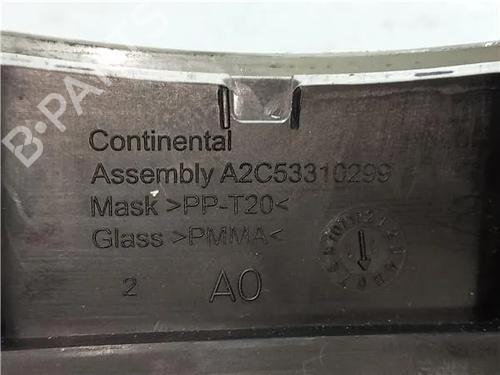 B-PARTS
Continental
Assembly A2C53310299
Mask >PP-T20<
Glass >PMMA<
2 A0